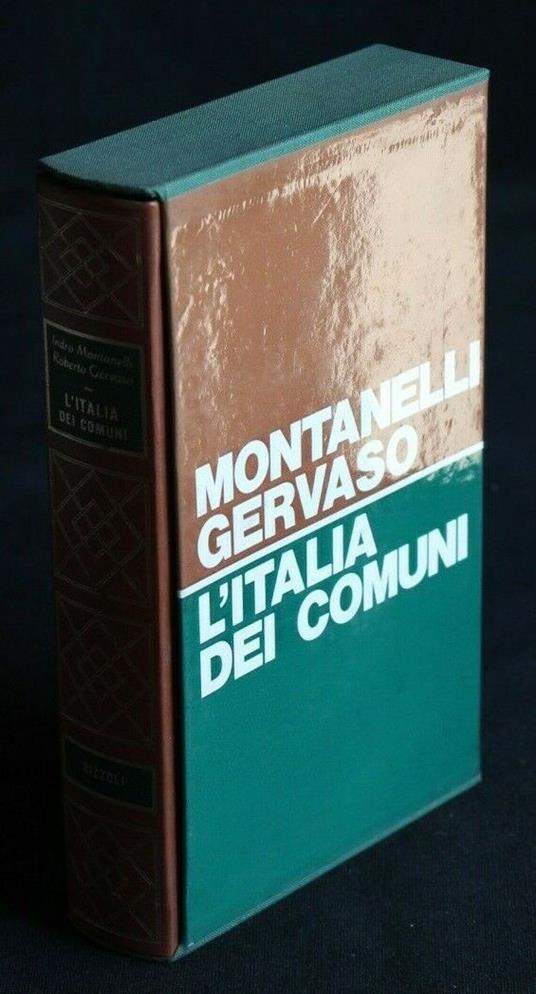 Indro Montanelli
Roberto Gervaso
~
L'ITALIA
DEI COMUNI
RIZZOLI
MONTANELLI
GERVASO
L'ITALIA
DEI COMUNI